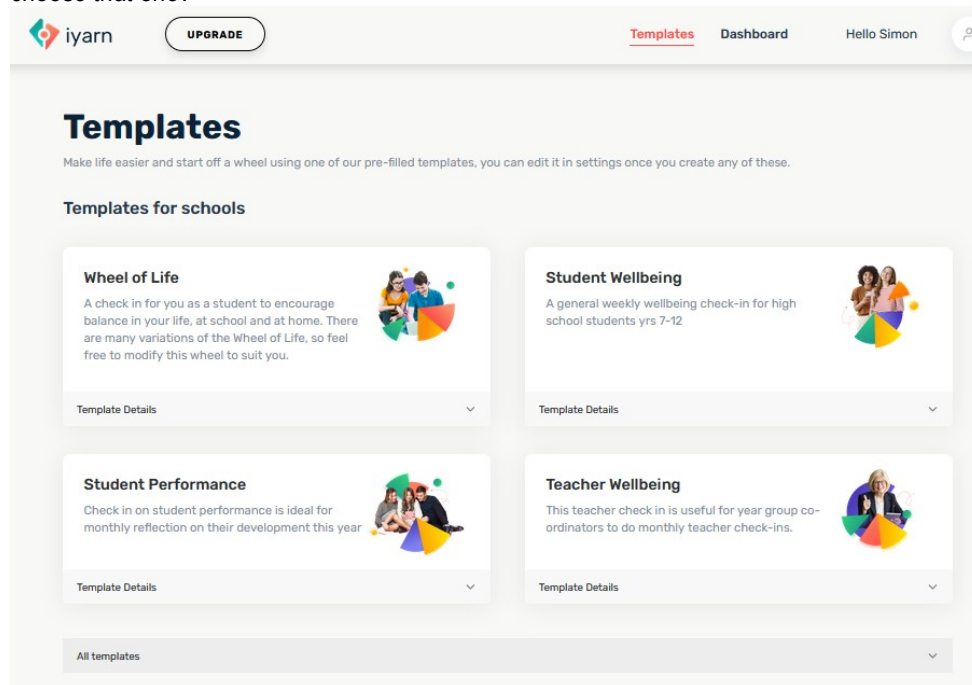 iyarn
UPGRADE
Templates
Dashboard
Hello Simon
Templates
Make life easier and start off a wheel using one of our pre-filled templates, you can edit it in settings once you create any of these.
Templates for schools
Wheel of Life
A check in for you as a student to encourage
balance in your life, at school and at home. There
are many variations of the Wheel of Life, so feel
free to modify this wheel to suit you.
Template Details
Student Wellbeing
A general weekly wellbeing check-in for high
school students yrs 7-12
Template Details
Student Performance
Check in on student performance is ideal for
monthly reflection on their development this year
Template Details
Teacher Wellbeing
This teacher check in is useful for year group co-
ordinators to do monthly teacher check-ins.
Template Details
All templates